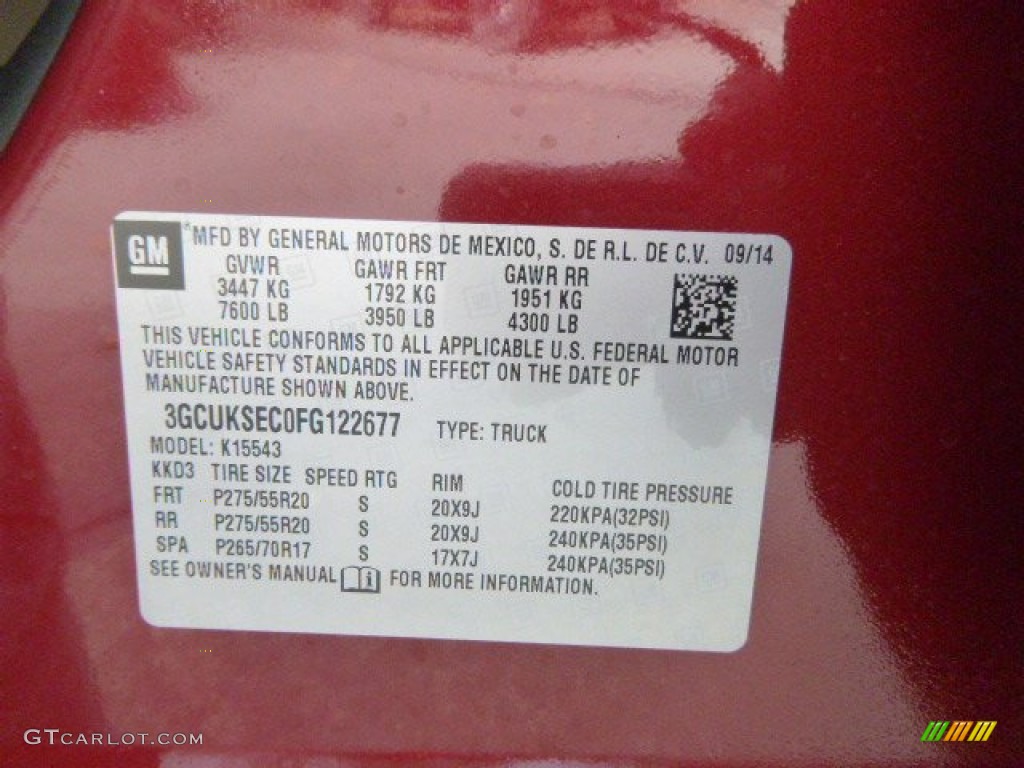 GM *MFD BY GENERAL MOTORS DE MEXICO, S. DE R.L. DE C.V. 09/14
GVWR GAWR FRT GAWR RR
3447 KG 1792 KG 1951 KG
7600 LB 3950 LB 4300 LB
THIS VEHICLE CONFORMS TO ALL APPLICABLE U.S. FEDERAL MOTOR
VEHICLE SAFETY STANDARDS IN EFFECT ON THE DATE OF
MANUFACTURE SHOWN ABOVE.
3GCUKSEC0FG122677 TYPE: TRUCK
MODEL: K15543
KKD3 TIRE SIZE SPEED RTG RIM COLD TIRE PRESSURE
FRT P275/55R20 S 20X9J 220KPA(32PSI)
RR P275/55R20 S 20X9J 240KPA(35PSI)
SPA P265/70R17 S 17X7J 240KPA(35PSI)
SEE OWNER'S MANUAL i FOR MORE INFORMATION.
GTCARLOT.COM